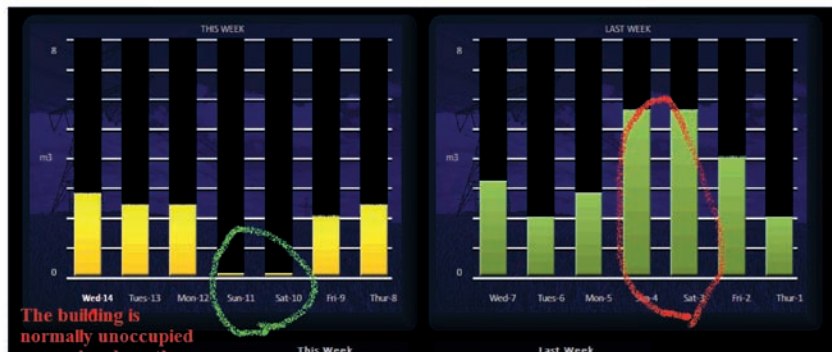 THIS WEEK
8
m3
0
Wed-14 Tues-13 Mon-12 Sun-11 Sat-10 Fri-9 Thur-8
LAST WEEK
8
m3
0
Wed-7 Tues-6 Mon-5 Sun-4 Sat-3 Fri-2 Thur-1
The building is
normally unoccupied
This Week Last Week